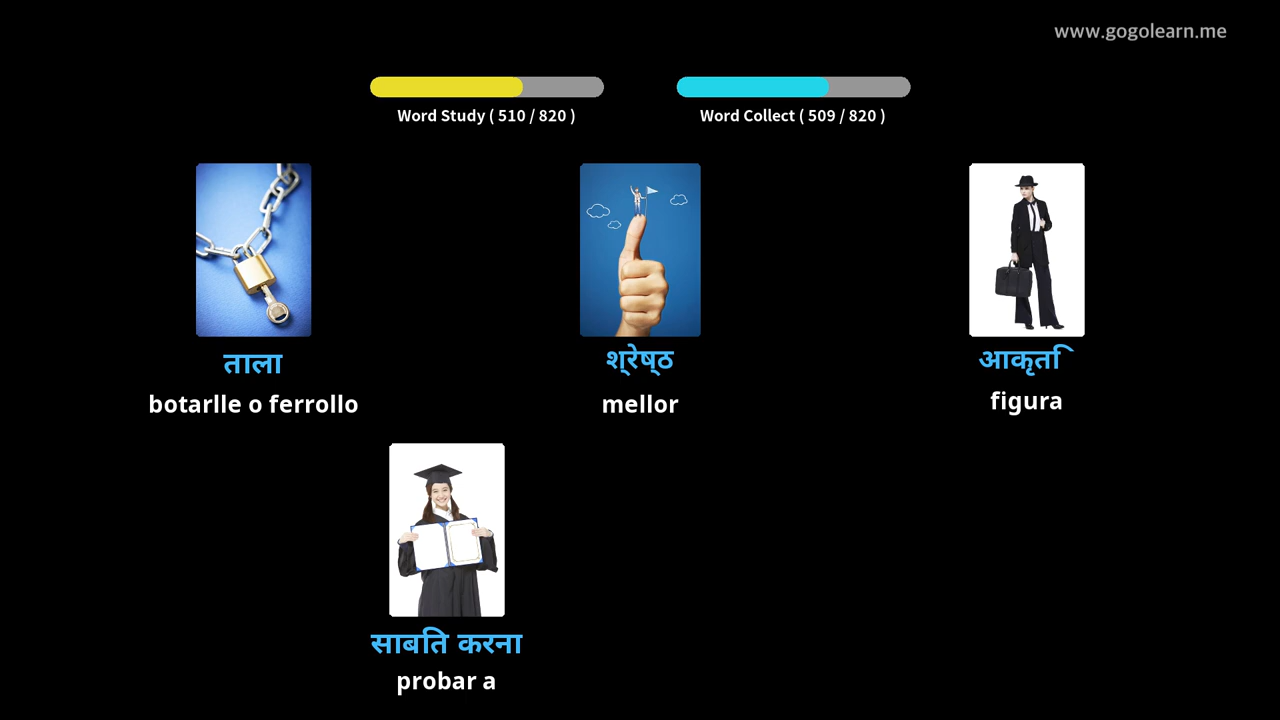 www.gogolearn.me
Word Study ( 510 / 820 )
Word Collect ( 509 / 820 )
ताला
श्रेष्ठ
आकृति
botarlle o ferrollo
mellor
figura
साबित करना
probar a